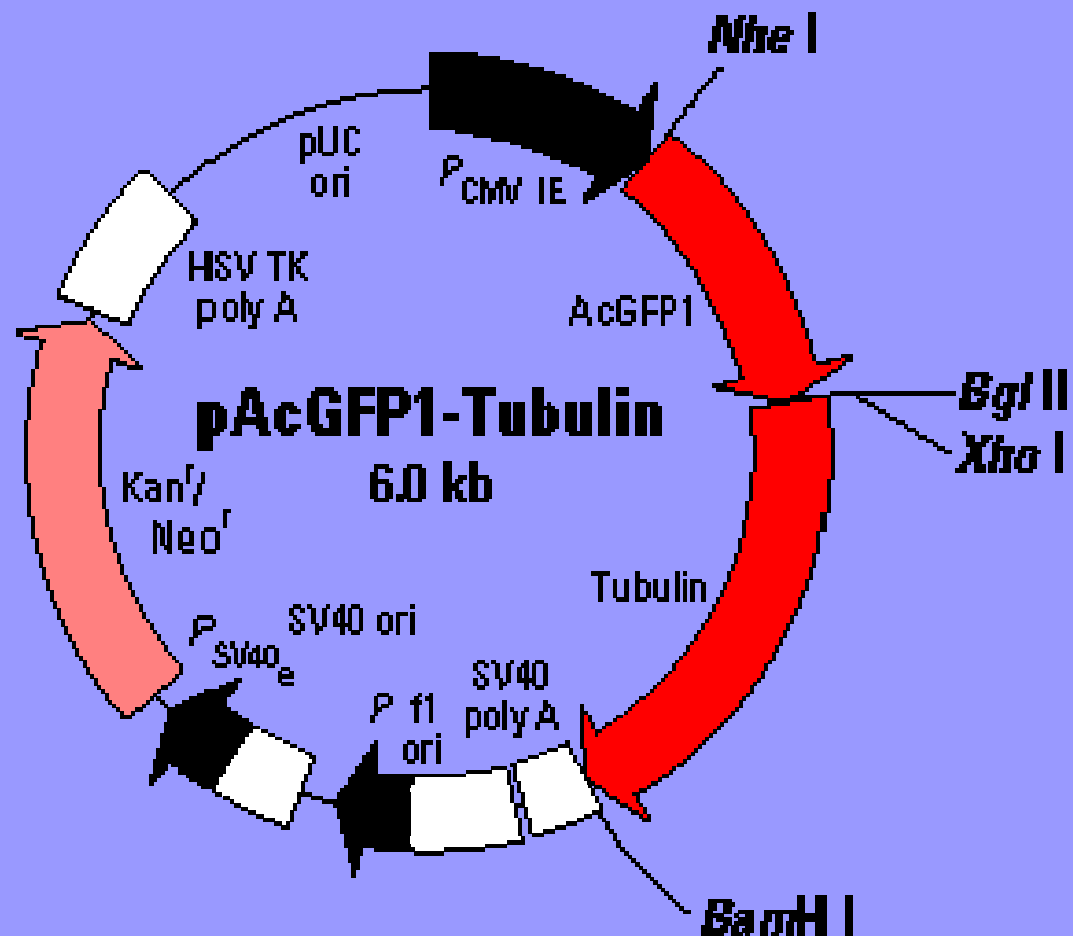 Nhe I
pUC
ori
P CMV IE
HSV TK
poly A
AcGFP1
pAcGFP1-Tubulin
6.0 kb
Bgl II
Xho I
Kanʳ/
Neoʳ
Tubulin
SV40 ori
P SV40e
SV40
poly A
P f1
ori
BamH I